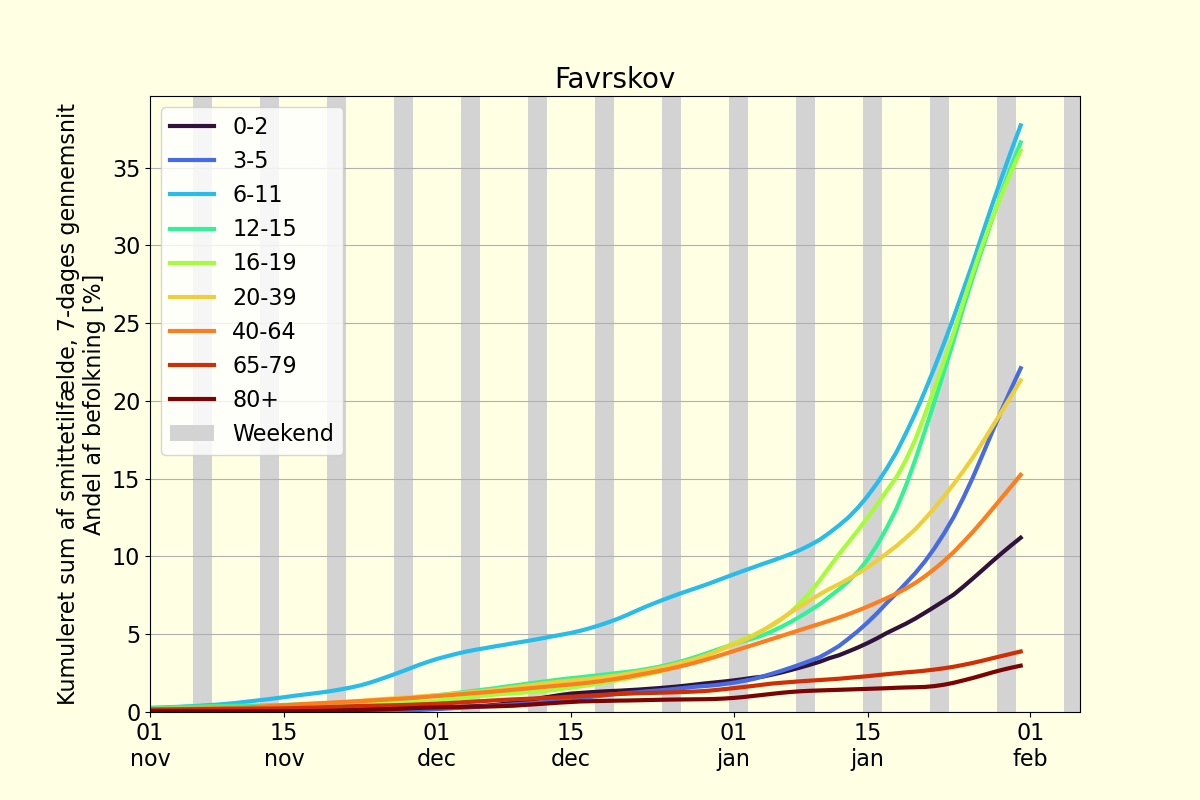 Favrskov
Kumuleret sum af smittetilfælde, 7-dages gennemsnit
Andel af befolkning [%]
35
30
25
20
15
10
5
0
0-2
3-5
6-11
12-15
16-19
20-39
40-64
65-79
80+
Weekend
01 15 01 15 01 15 01
nov nov dec dec jan jan feb